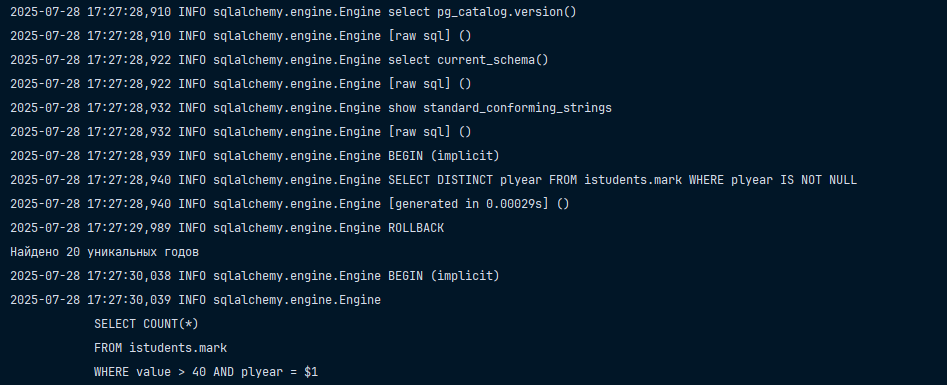 2025-07-28 17:27:28,910 INFO sqlalchemy.engine.Engine select pg_catalog.version()
2025-07-28 17:27:28,910 INFO sqlalchemy.engine.Engine [raw sql] ()
2025-07-28 17:27:28,922 INFO sqlalchemy.engine.Engine select current_schema()
2025-07-28 17:27:28,922 INFO sqlalchemy.engine.Engine [raw sql] ()
2025-07-28 17:27:28,932 INFO sqlalchemy.engine.Engine show standard_conforming_strings
2025-07-28 17:27:28,932 INFO sqlalchemy.engine.Engine [raw sql] ()
2025-07-28 17:27:28,939 INFO sqlalchemy.engine.Engine BEGIN (implicit)
2025-07-28 17:27:28,940 INFO sqlalchemy.engine.Engine SELECT DISTINCT plyear FROM istudents.mark WHERE plyear IS NOT NULL
2025-07-28 17:27:28,940 INFO sqlalchemy.engine.Engine [generated in 0.00029s] ()
2025-07-28 17:27:29,989 INFO sqlalchemy.engine.Engine ROLLBACK
Найдено 20 уникальных годов
2025-07-28 17:27:30,038 INFO sqlalchemy.engine.Engine BEGIN (implicit)
2025-07-28 17:27:30,039 INFO sqlalchemy.engine.Engine
SELECT COUNT(*)
FROM istudents.mark
WHERE value > 40 AND plyear = $1